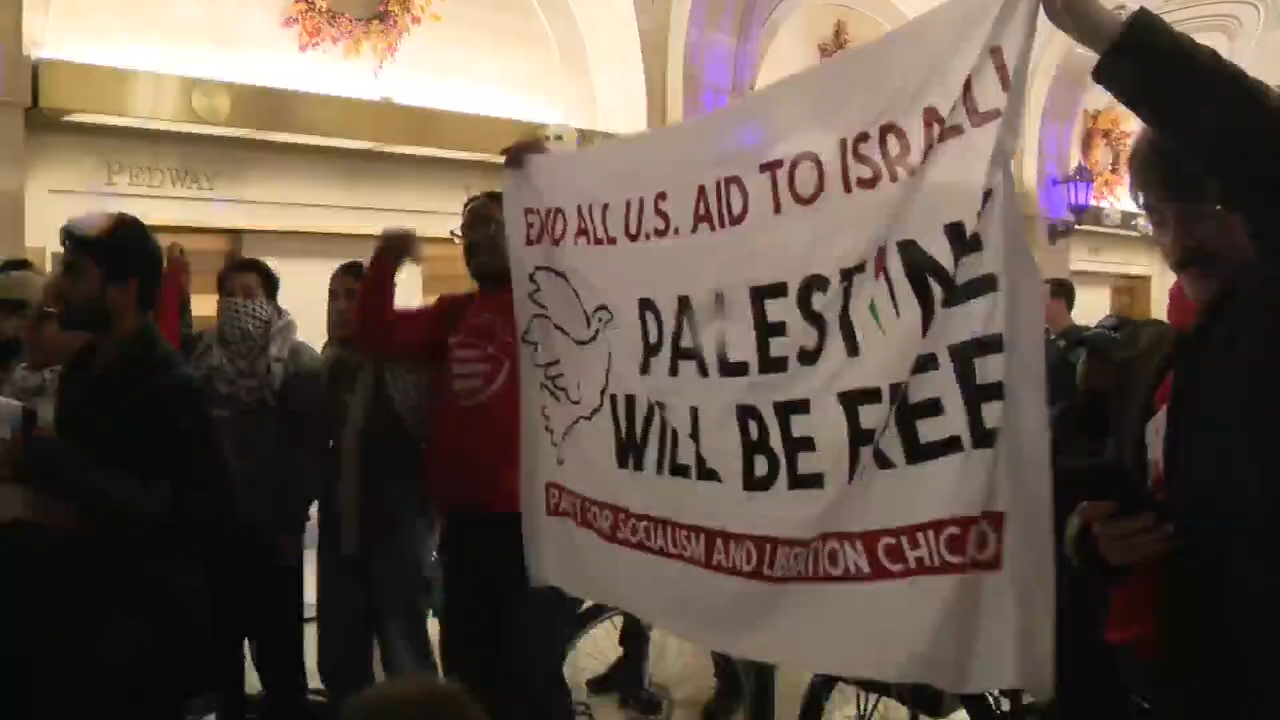 PEDWAY
END ALL U.S. AID TO ISRAEL!
PALESTINE
WILL BE FREE
PARTY FOR SOCIALISM AND LIBERATION CHICAGO